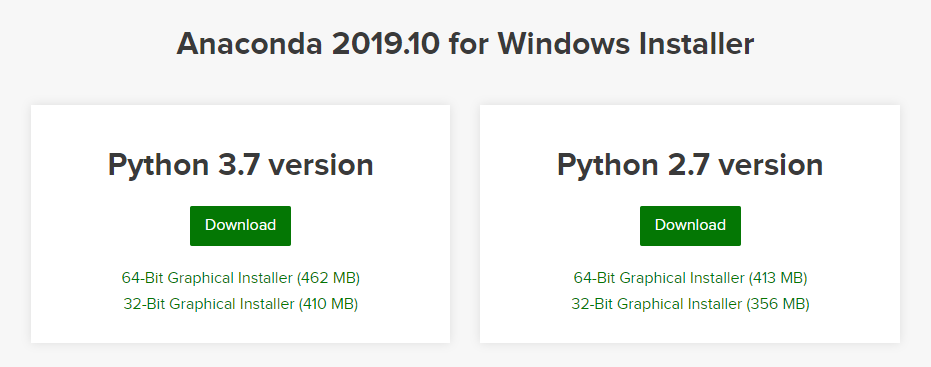 Anaconda 2019.10 for Windows Installer
Python 3.7 version
Download
64-Bit Graphical Installer (462 MB)
32-Bit Graphical Installer (410 MB)
Python 2.7 version
Download
64-Bit Graphical Installer (413 MB)
32-Bit Graphical Installer (356 MB)